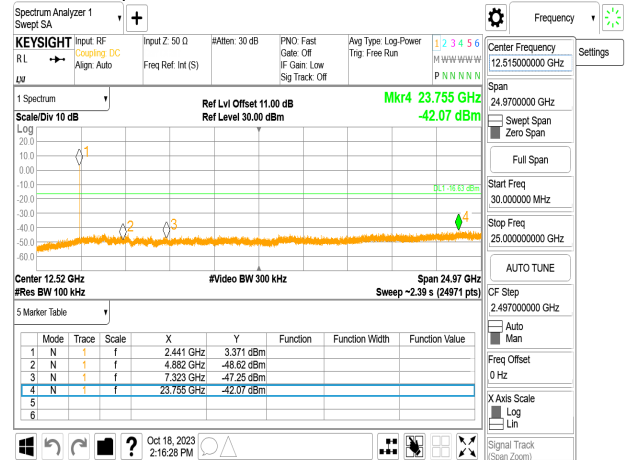 Spectrum Analyzer 1
Swept SA
Frequency
KEYSIGHT
RL
Input: RF
Coupling: DC
Align: Auto
Input Z: 50 Ω
Freq Ref: Int (S)
#Atten: 30 dB
PNO: Fast
Gate: Off
IF Gain: Low
Sig Track: Off
Avg Type: Log-Power
Trig: Free Run
1 2 3 4 5 6
M W W W W W
P N N N N N
1 Spectrum
Scale/Div 10 dB
Ref Lvl Offset 11.00 dB
Ref Level 30.00 dBm
Mkr4 23.755 GHz
-42.07 dBm
Log
20.0
10.0
0.00
-10.0
-20.0
-30.0
-40.0
-50.0
-60.0
1
2
3
4
DL1 -16.63 dBm
Center 12.52 GHz
#Res BW 100 kHz
#Video BW 300 kHz
Span 24.97 GHz
Sweep ~2.39 s (24971 pts)
5 Marker Table
Mode Trace Scale X Y Function Function Width Function Value
1 N 1 f 2.441 GHz 3.371 dBm
2 N 1 f 4.882 GHz -48.62 dBm
3 N 1 f 7.323 GHz -47.25 dBm
4 N 1 f 23.755 GHz -42.07 dBm
5
6
Oct 18, 2023
2:16:28 PM
?
Center Frequency
12.515000000 GHz
Settings
Span
24.9700000 GHz
Swept Span
Zero Span
Full Span
Start Freq
30.000000 MHz
Stop Freq
25.000000000 GHz
AUTO TUNE
CF Step
2.497000000 GHz
Auto
Man
Freq Offset
0 Hz
X Axis Scale
Log
Lin
Signal Track
(Span Zoom)